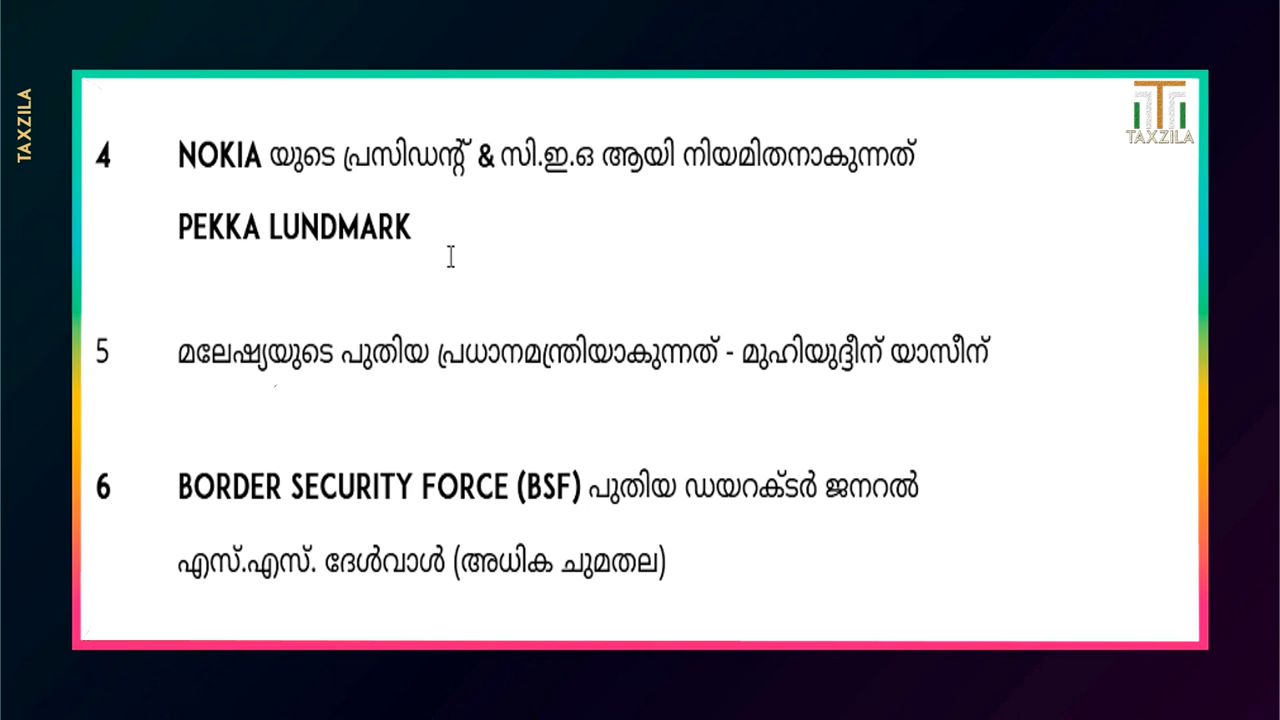 TAXZILA
TAXZILA
4 NOKIA യുടെ പ്രസിഡന്റ് & സി.ഇ.ഒ ആയി നിയമിതനാകുന്നത്
PEKKA LUNDMARK
5 മലേഷ്യയുടെ പുതിയ പ്രധാനമന്ത്രിയാകുന്നത് - മുഹിയുദ്ദീന് യാസീന്
6 BORDER SECURITY FORCE (BSF) പുതിയ ഡയറക്ടർ ജനറൽ
എസ്.എസ്. ദേൾവാൾ (അധിക ചുമതല)